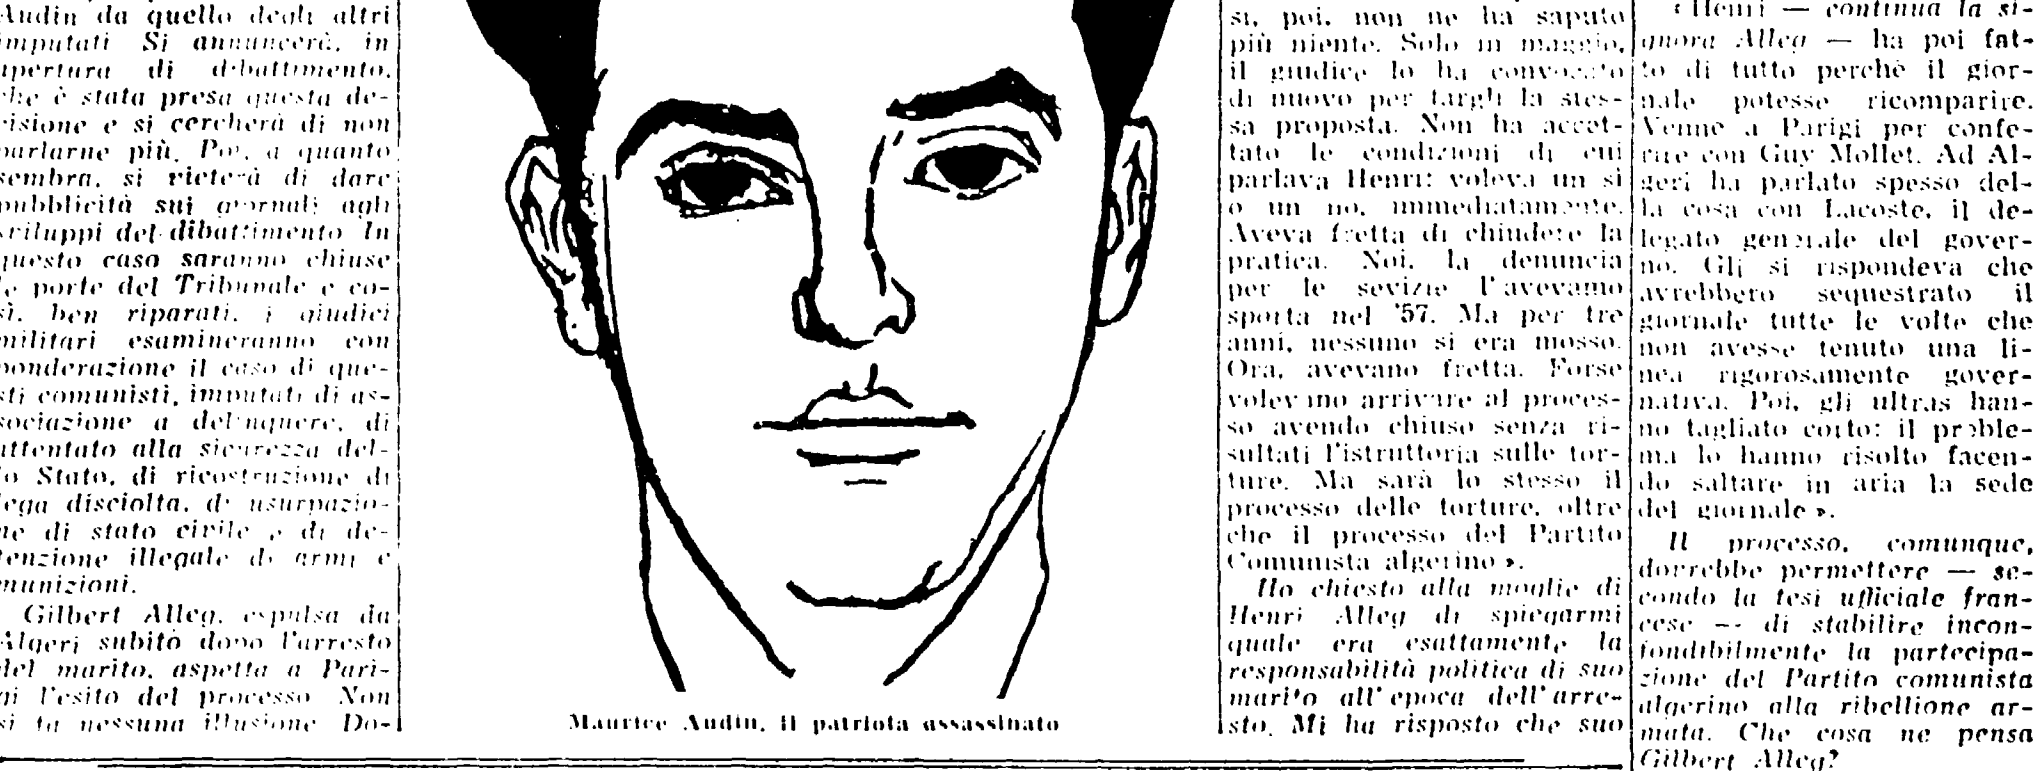 Audin da quello degli altri
imputati Si annuncerà, in
apertura di dibattimento,
che è stata presa questa de-
cisione e si cercherà di non
parlarne più. Poi, a quanto
sembra, si vieterà di dare
pubblicità sui giornali agli
sviluppi del dibattimento In
questo caso saranno chiuse
le porte del Tribunale e co-
sì, ben riparati, i giudici
militari esamineranno con
ponderazione il caso di que-
sti comunisti, imputati di as-
sociazione a delinquere, di
attentato alla sicurezza del-
lo Stato, di ricostruzione di
lega disciolta, di usurpazio-
ne di stato civile e di de-
tenzione illegale di armi e
munizioni.
Gilbert Alleg, espulsa da
Algeri subito dopo l'arresto
del marito, aspetta a Pari-
gi l'esito del processo Non
si fa nessuna illusione Do-
Maurice Audin, il patriota assassinato
si, poi, non ne ha saputo
più niente. Solo in maggio,
il giudice lo ha convocato
di nuovo per fargli la stes-
sa proposta. Non ha accet-
tato le condizioni di cui
parlava Henri: voleva un sì
o un no, immediatamente.
Aveva fretta di chiudere la
pratica. Noi, la denuncia
per le sevizie l'avevamo
sporta nel '57. Ma per tre
anni, nessuno si era mosso.
Ora, avevano fretta. Forse
volevano arrivare al proces-
so avendo chiuso senza ri-
sultati l'istruttoria sulle tor-
ture. Ma sarà lo stesso il
processo delle torture, oltre
che il processo del Partito
Comunista algerino ».
Ho chiesto alla moglie di
Henri Alleg di spiegarmi
quale era esattamente la
responsabilità politica di suo
marito all'epoca dell'arre-
sto. Mi ha risposto che suo
« Henri — continua la si-
gnora Alleg — ha poi fat-
to di tutto perchè il gior-
nale potesse ricomparire.
Venne a Parigi per confe-
rire con Guy Mollet. Ad Al-
geri ha parlato spesso del-
la cosa con Lacoste, il de-
legato generale del gover-
no. Gli si rispondeva che
avrebbero sequestrato il
giornale tutte le volte che
non avesse tenuto una li-
nea rigorosamente gover-
nativa. Poi, gli ultras han-
no tagliato corto: il proble-
ma lo hanno risolto facen-
do saltare in aria la sede
del giornale ».
Il processo, comunque,
dovrebbe permettere — se-
condo la tesi ufficiale fran-
cese — di stabilire incon-
fondibilmente la partecipa-
zione del Partito comunista
algerino alla ribellione ar-
mata. Che cosa ne pensa
Gilbert Alleg?